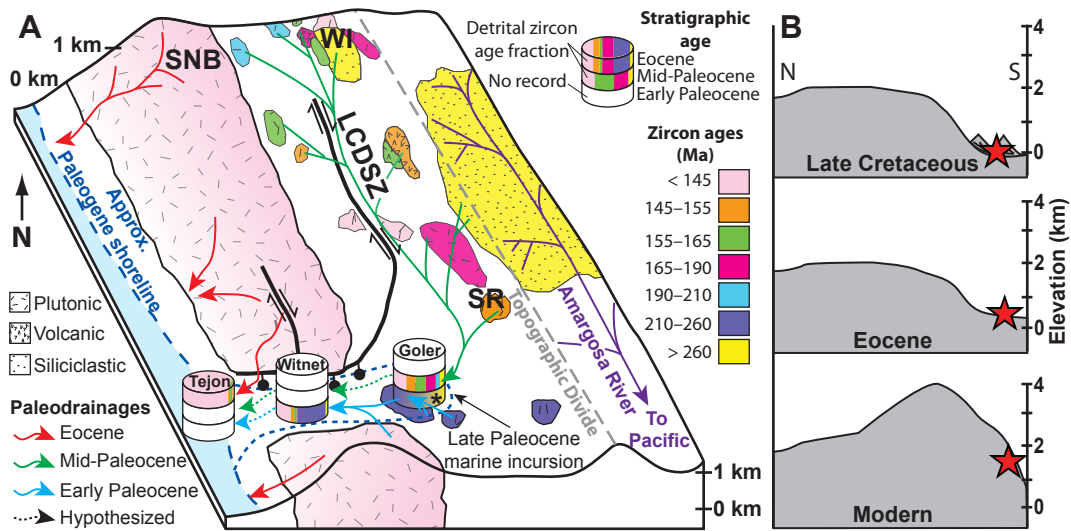 A
1 km
0 km
SNB
WI
LCDSZ
SR
Approx.
Paleogene shoreline
N
Plutonic
Volcanic
Siliciclastic
Paleodrainages
Eocene
Mid-Paleocene
Early Paleocene
Hypothesized
Tejon
Witnet
Goler
*
Late Paleocene
marine incursion
Topographic Divide
Amargosa River
To
Pacific
1 km
0 km
Detrital zircon
age fraction
No record
Stratigraphic
age
Eocene
Mid-Paleocene
Early Paleocene
Zircon ages
(Ma)
< 145
145–155
155–165
165–190
190–210
210–260
> 260
B
N
S
4
2
0
Late Cretaceous
4
2
0
Eocene
4
2
0
Modern
Elevation (km)